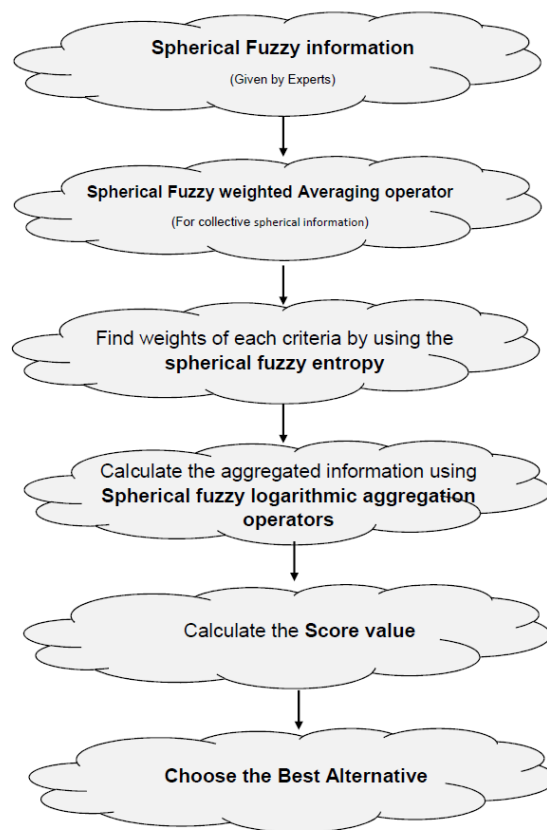 Spherical Fuzzy information
(Given by Experts)
Spherical Fuzzy weighted Averaging operator
(For collective spherical information)
Find weights of each criteria by using the
spherical fuzzy entropy
Calculate the aggregated information using
Spherical fuzzy logarithmic aggregation
operators
Calculate the Score value
Choose the Best Alternative